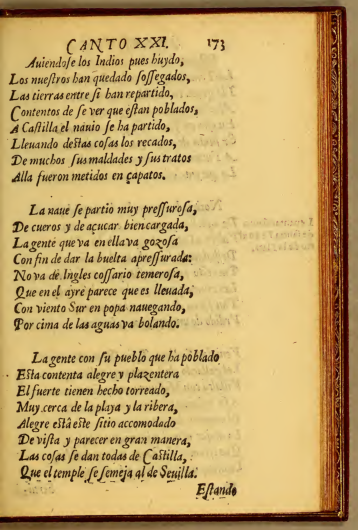 CANTO XXI. 173
Auiendoſe los Indios pues huydo,
Los nueſtros han quedado ſoſſegados,
Las tierras entre ſi han repartido,
Contentos de ſe ver que eſtan poblados,
A Caſtilla el nauio ſe ha partido,
Lleuando deſtas coſas los recados,
De muchos ſus maldades y ſus tratos
Alla fueron metidos en çapatos.
La naue ſe partio muy preſſuroſa,
De cueros y de açucar bien cargada,
La gente que va en ella va gozoſa
Con fin de dar la buelta apreſſurada:
No va de Ingles coſſario temeroſa,
Que en el ayre parece que es lleuada,
Con viento Sur en popa nauegando,
Por cima de las aguas va bolando.
La gente con ſu pueblo que ha poblado
Eſta contenta alegre y plazentera
El fuerte tienen hecho torreado,
Muy cerca de la playa y la ribera,
Alegre eſtà eſte ſitio accomodado
De viſta y parecer en gran manera,
Las coſas ſe dan todas de Caſtilla,
Que el temple ſe ſemeja al de Seuilla.
Eſtando